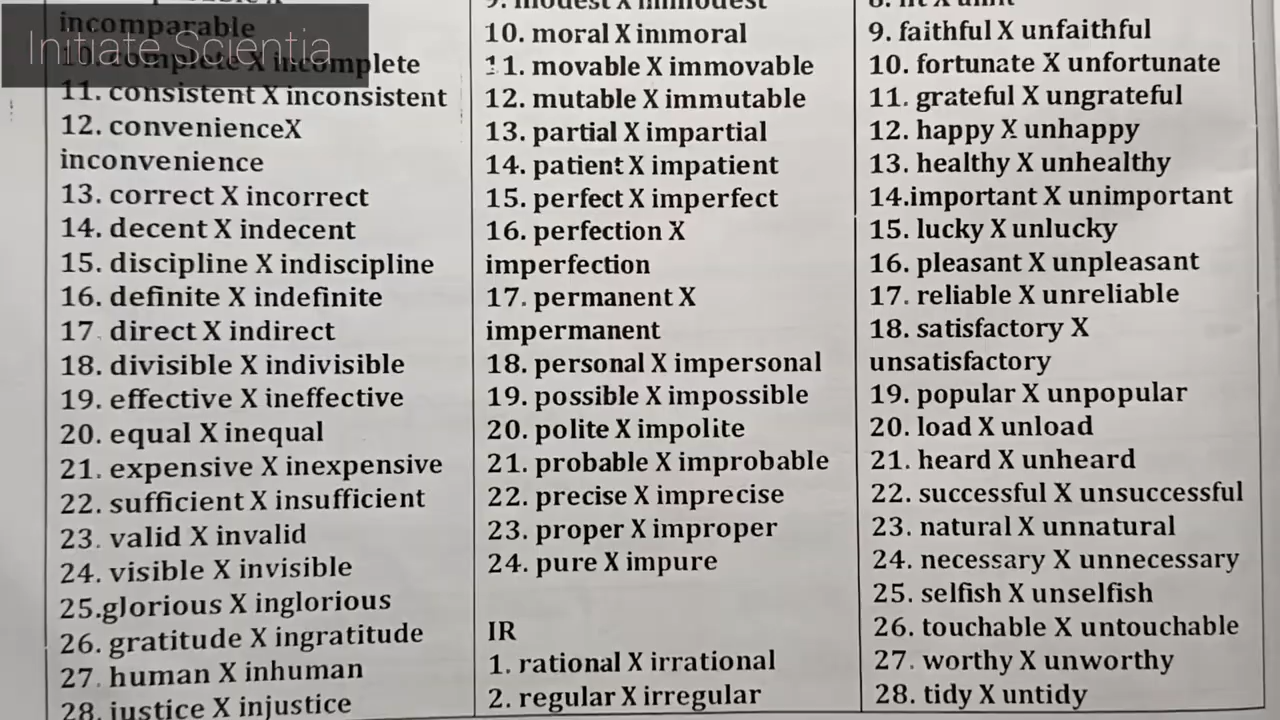 Initiate Scientia
incomparable
10. complete X incomplete
11. consistent X inconsistent
12. convenienceX
inconvenience
13. correct X incorrect
14. decent X indecent
15. discipline X indiscipline
16. definite X indefinite
17. direct X indirect
18. divisible X indivisible
19. effective X ineffective
20. equal X inequal
21. expensive X inexpensive
22. sufficient X insufficient
23. valid X invalid
24. visible X invisible
25.glorious X inglorious
26. gratitude X ingratitude
27. human X inhuman
28. justice X injustice
9. modest X immodest
10. moral X immoral
11. movable X immovable
12. mutable X immutable
13. partial X impartial
14. patient X impatient
15. perfect X imperfect
16. perfection X
imperfection
17. permanent X
impermanent
18. personal X impersonal
19. possible X impossible
20. polite X impolite
21. probable X improbable
22. precise X imprecise
23. proper X improper
24. pure X impure
IR
1. rational X irrational
2. regular X irregular
8. fit X unfit
9. faithful X unfaithful
10. fortunate X unfortunate
11. grateful X ungrateful
12. happy X unhappy
13. healthy X unhealthy
14.important X unimportant
15. lucky X unlucky
16. pleasant X unpleasant
17. reliable X unreliable
18. satisfactory X
unsatisfactory
19. popular X unpopular
20. load X unload
21. heard X unheard
22. successful X unsuccessful
23. natural X unnatural
24. necessary X unnecessary
25. selfish X unselfish
26. touchable X untouchable
27. worthy X unworthy
28. tidy X untidy